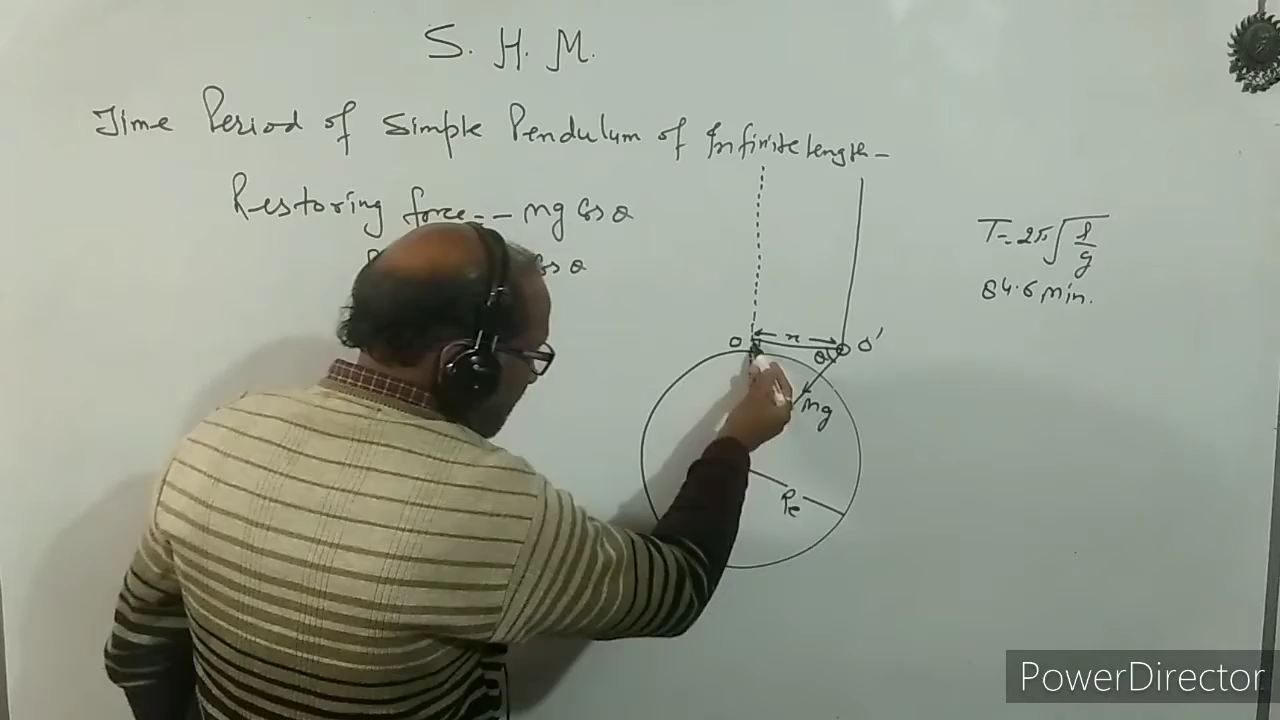 S. H. M.
Time Period of Simple Pendulum of Infinite length -
Restoring force = - mg Cos θ
Cos θ
T = 2π√(l/g)
84.6 min.
O x O'
θ
mg
Re
PowerDirector